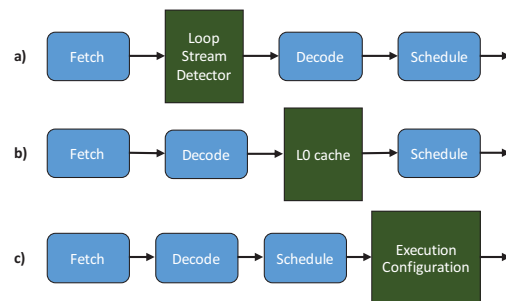 a) Fetch Loop Stream Detector Decode Schedule
b) Fetch Decode L0 cache Schedule
c) Fetch Decode Schedule Execution Configuration